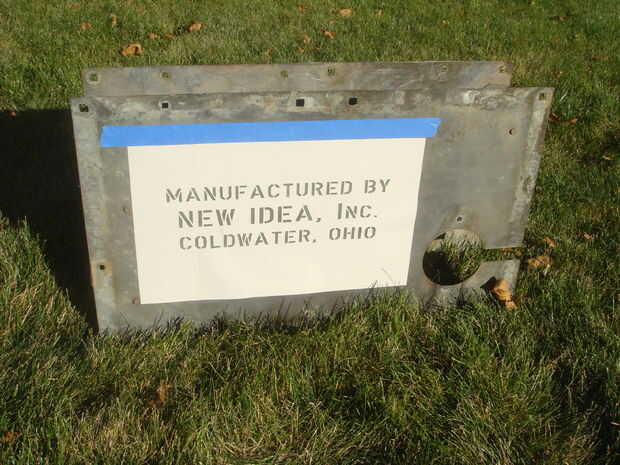 MANUFACTURED BY
NEW IDEA, INC.
COLDWATER, OHIO